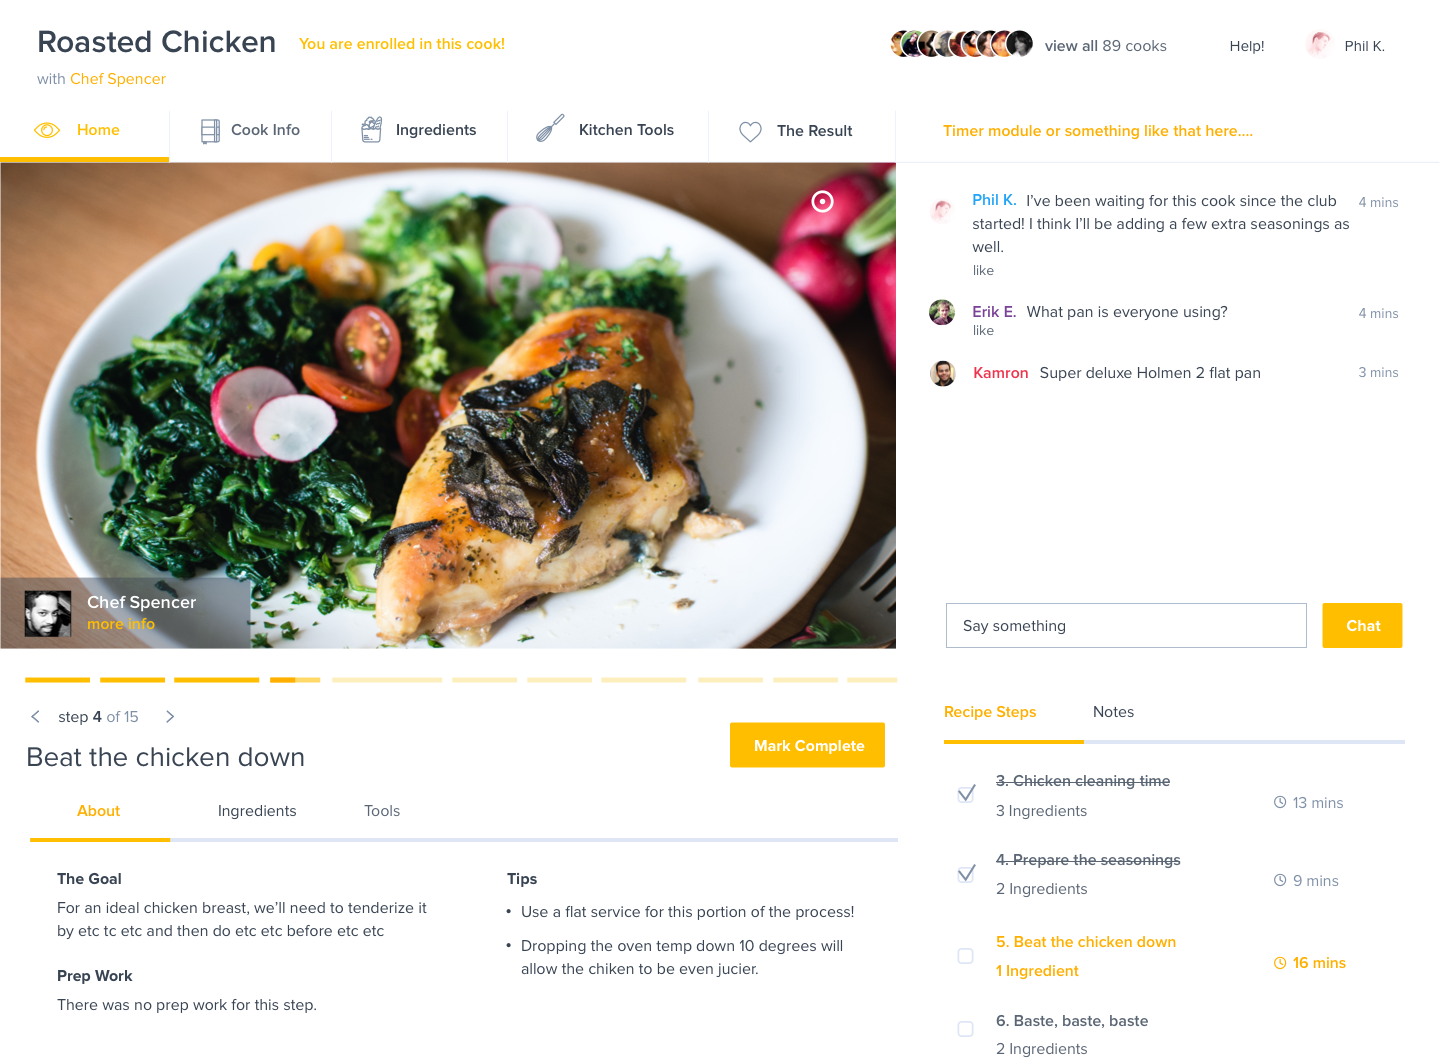 Roasted Chicken
You are enrolled in this cook!
view all 89 cooks
Help!
Phil K.
with Chef Spencer
Home
Cook Info
Ingredients
Kitchen Tools
The Result
Timer module or something like that here....
Phil K. I've been waiting for this cook since the club
4 mins
started! I think I'll be adding a few extra seasonings as
well.
like
Erik E. What pan is everyone using?
4 mins
like
Kamron Super deluxe Holmen 2 flat pan
3 mins
Chef Spencer
more info
Say something
Chat
step 4 of 15
Beat the chicken down
Mark Complete
About
Ingredients
Tools
The Goal
For an ideal chicken breast, we'll need to tenderize it
by etc tc etc and then do etc etc before etc etc
Prep Work
There was no prep work for this step.
Tips
• Use a flat service for this portion of the process!
• Dropping the oven temp down 10 degrees will
allow the chiken to be even jucier.
Recipe Steps
Notes
3. Chicken cleaning time
3 Ingredients
13 mins
4. Prepare the seasonings
2 Ingredients
9 mins
5. Beat the chicken down
1 Ingredient
16 mins
6. Baste, baste, baste
2 Ingredients